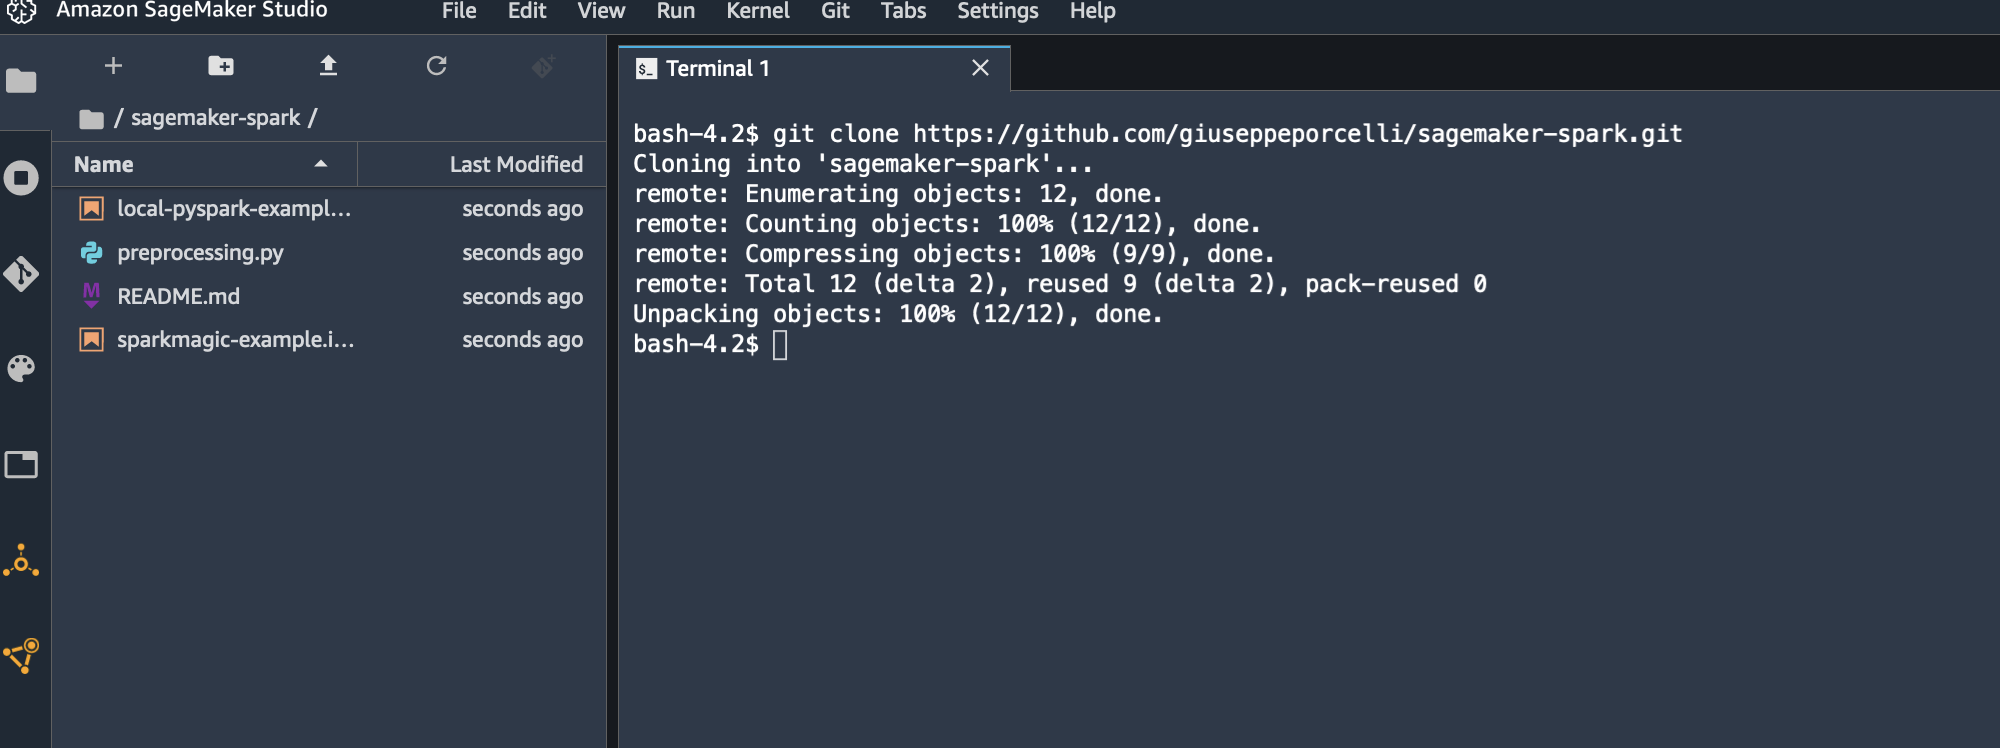 Amazon SageMaker Studio File Edit View Run Kernel Git Tabs Settings Help
/ sagemaker-spark /
Name Last Modified
local-pyspark-exampl... seconds ago
preprocessing.py seconds ago
M README.md seconds ago
sparkmagic-example.i... seconds ago
$_ Terminal 1
bash-4.2$ git clone https://github.com/giuseppeporcelli/sagemaker-spark.git
Cloning into 'sagemaker-spark'...
remote: Enumerating objects: 12, done.
remote: Counting objects: 100% (12/12), done.
remote: Compressing objects: 100% (9/9), done.
remote: Total 12 (delta 2), reused 9 (delta 2), pack-reused 0
Unpacking objects: 100% (12/12), done.
bash-4.2$